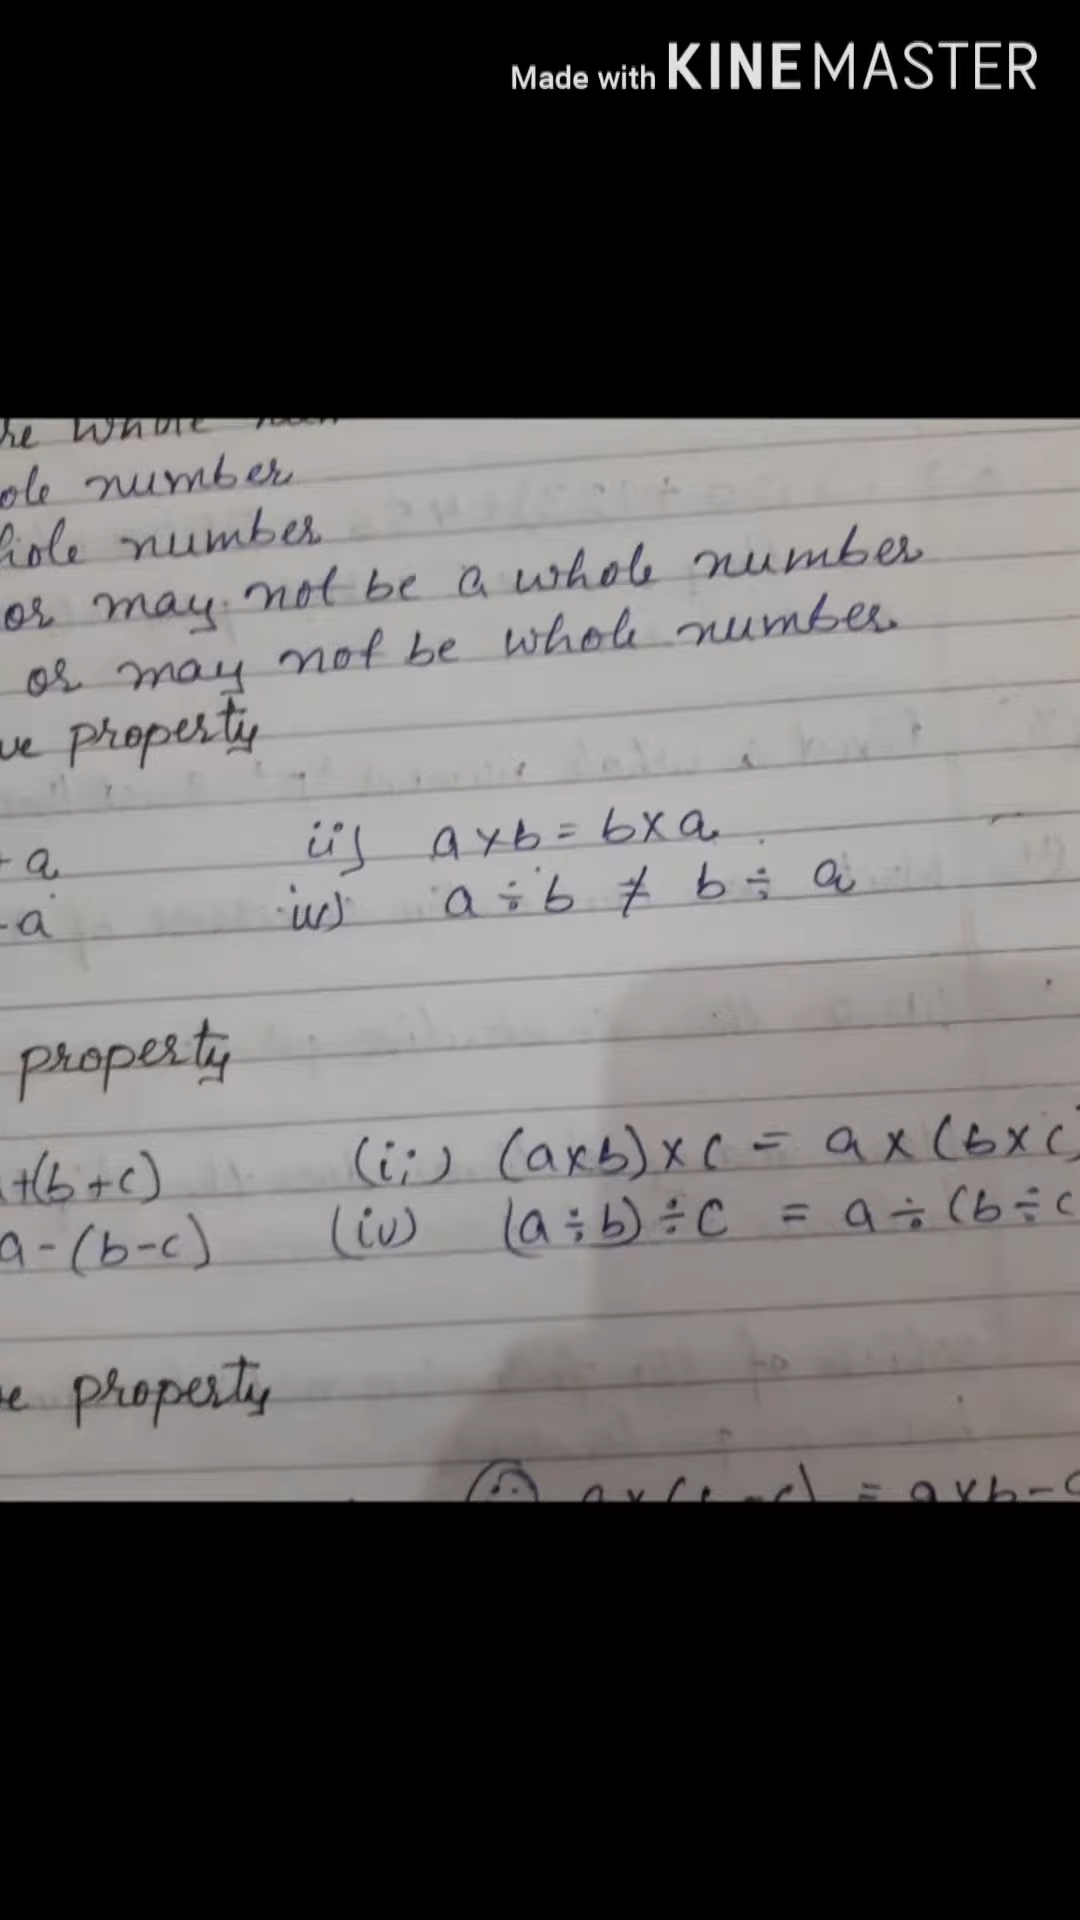 Made with KINEMASTER
whole
ole number
hole number
or may not be a whole number
or may not be whole number
ve property
a ii) a×b = b×a
-a iv) a ÷ b ≠ b ÷ a
property
+(b+c) (ii) (a×b)×c = a×(b×c)
a-(b-c) (iv) (a÷b)÷c = a÷(b÷c
e property
= a×b-